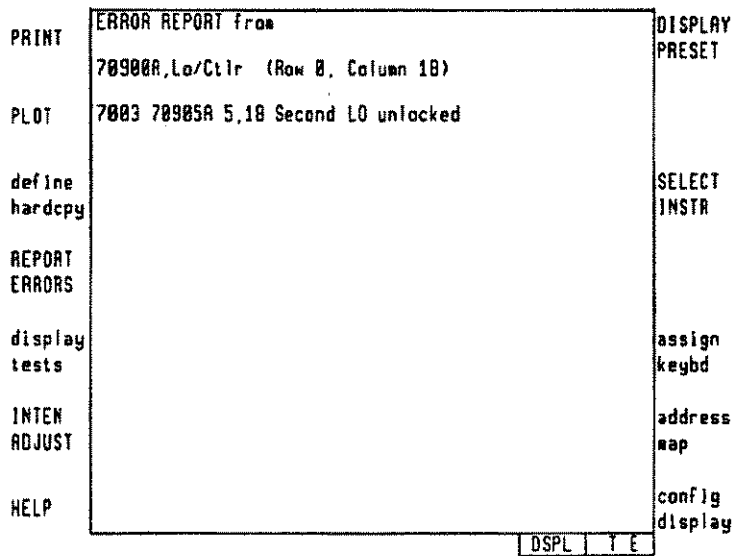 PRINT
PLOT
define
hardcpy
REPORT
ERRORS
display
tests
INTEN
ADJUST
HELP
ERROR REPORT from
70900A,Lo/Ctlr (Row 0, Column 18)
7003 70905A 5,18 Second LO unlocked
DISPLAY
PRESET
SELECT
INSTR
assign
keybd
address
map
config
display
DSPL T E